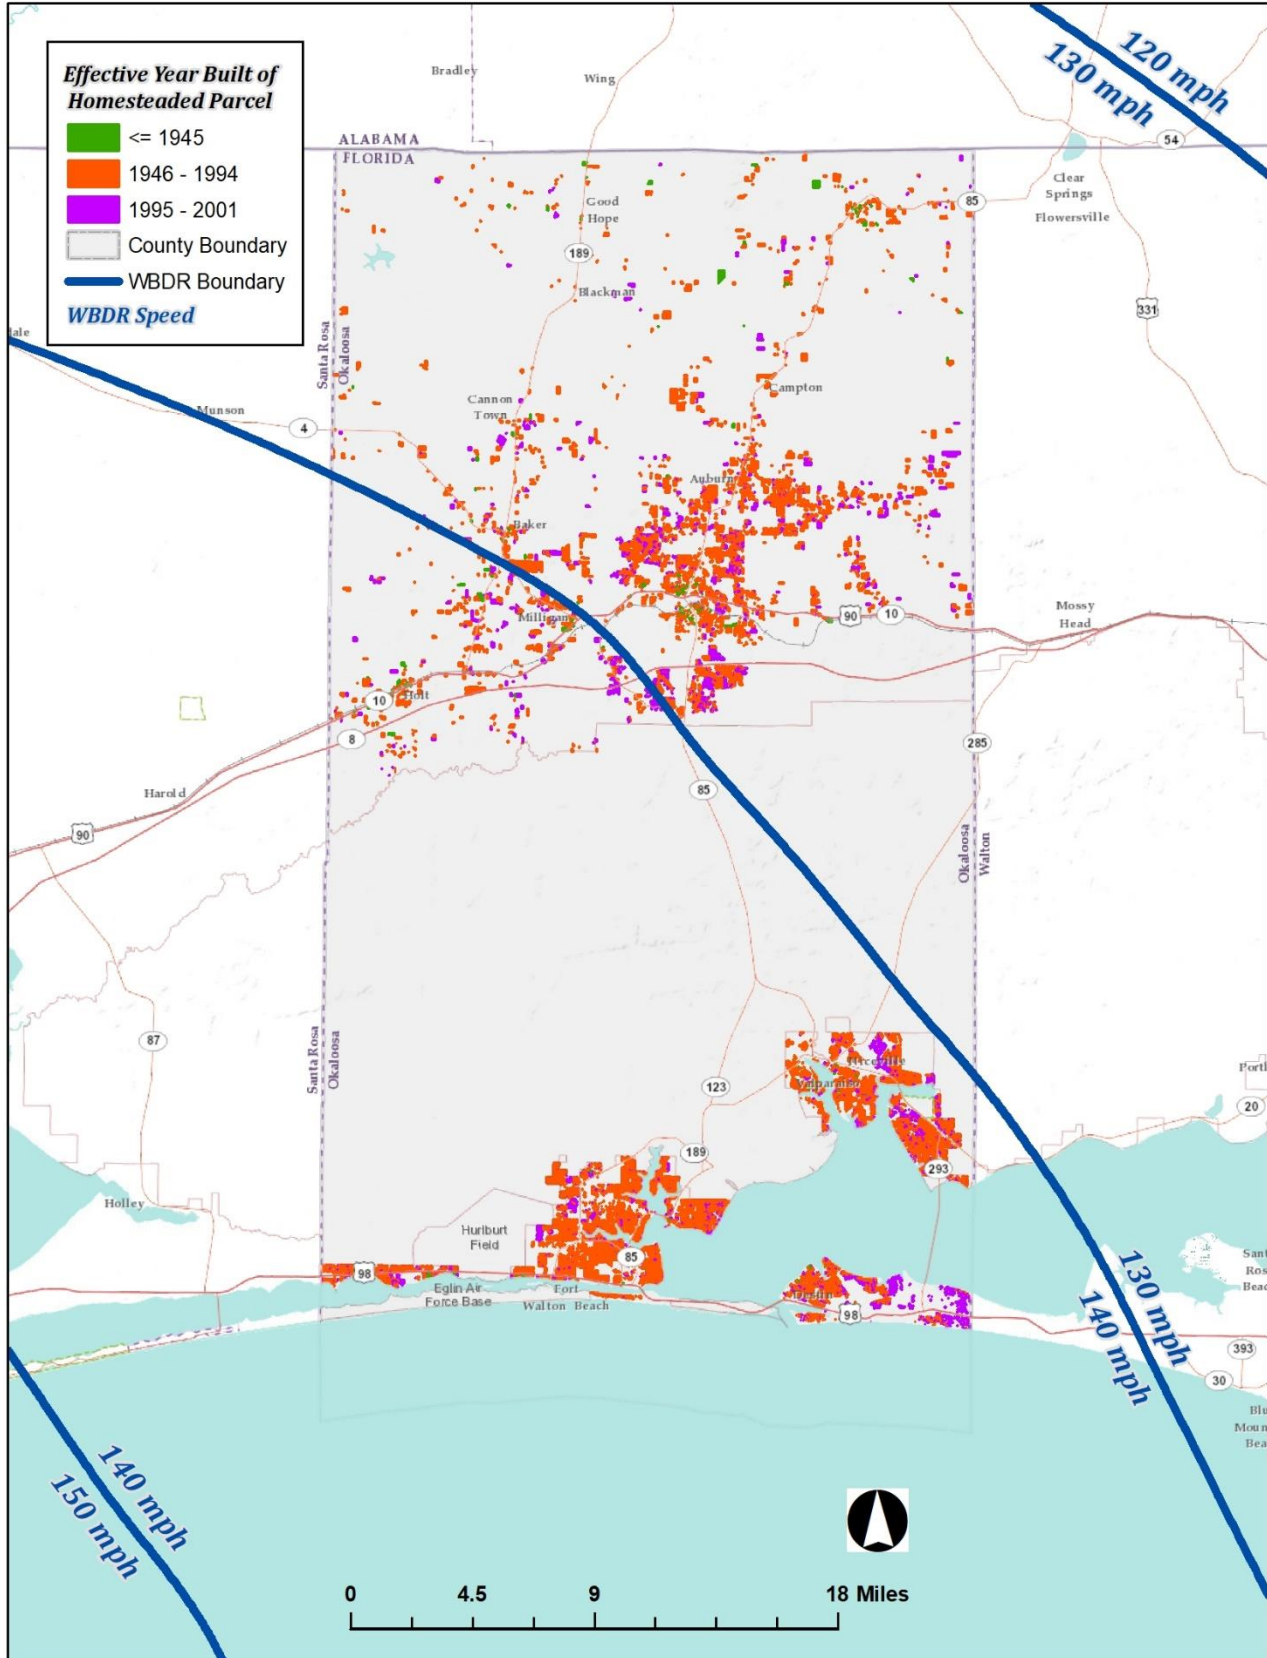 Effective Year Built of
Homesteaded Parcel
<= 1945
1946 - 1994
1995 - 2001
County Boundary
WBDR Boundary
WBDR Speed
120 mph
130 mph
Bradley
Wing
54
ALABAMA
FLORIDA
Clear
Springs
Flowersville
85
Good
Hope
189
Blackman
331
Santa Rosa
Okaloosa
Campton
Cannon
Town
Munson
4
Auburn
Baker
Milligan
90
10
Mossy
Head
Holt
10
8
285
85
Harold
90
Okaloosa
Walton
Santa Rosa
Okaloosa
87
Valparaiso
123
20
189
293
Holley
Hurlburt
Field
85
98
Eglin Air
Force Base
Fort
Walton Beach
Destin
98
130 mph
140 mph
393
30
140 mph
150 mph
0 4.5 9 18 Miles